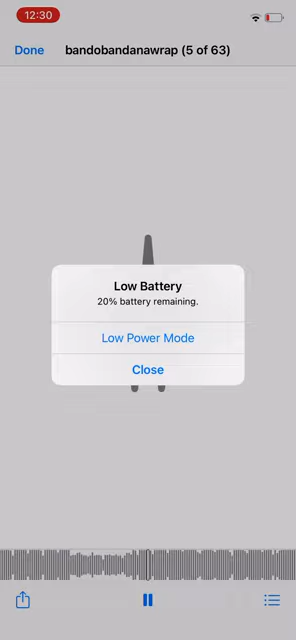 12:30
Done
bandobandanawrap (5 of 63)
Low Battery
20% battery remaining.
Low Power Mode
Close